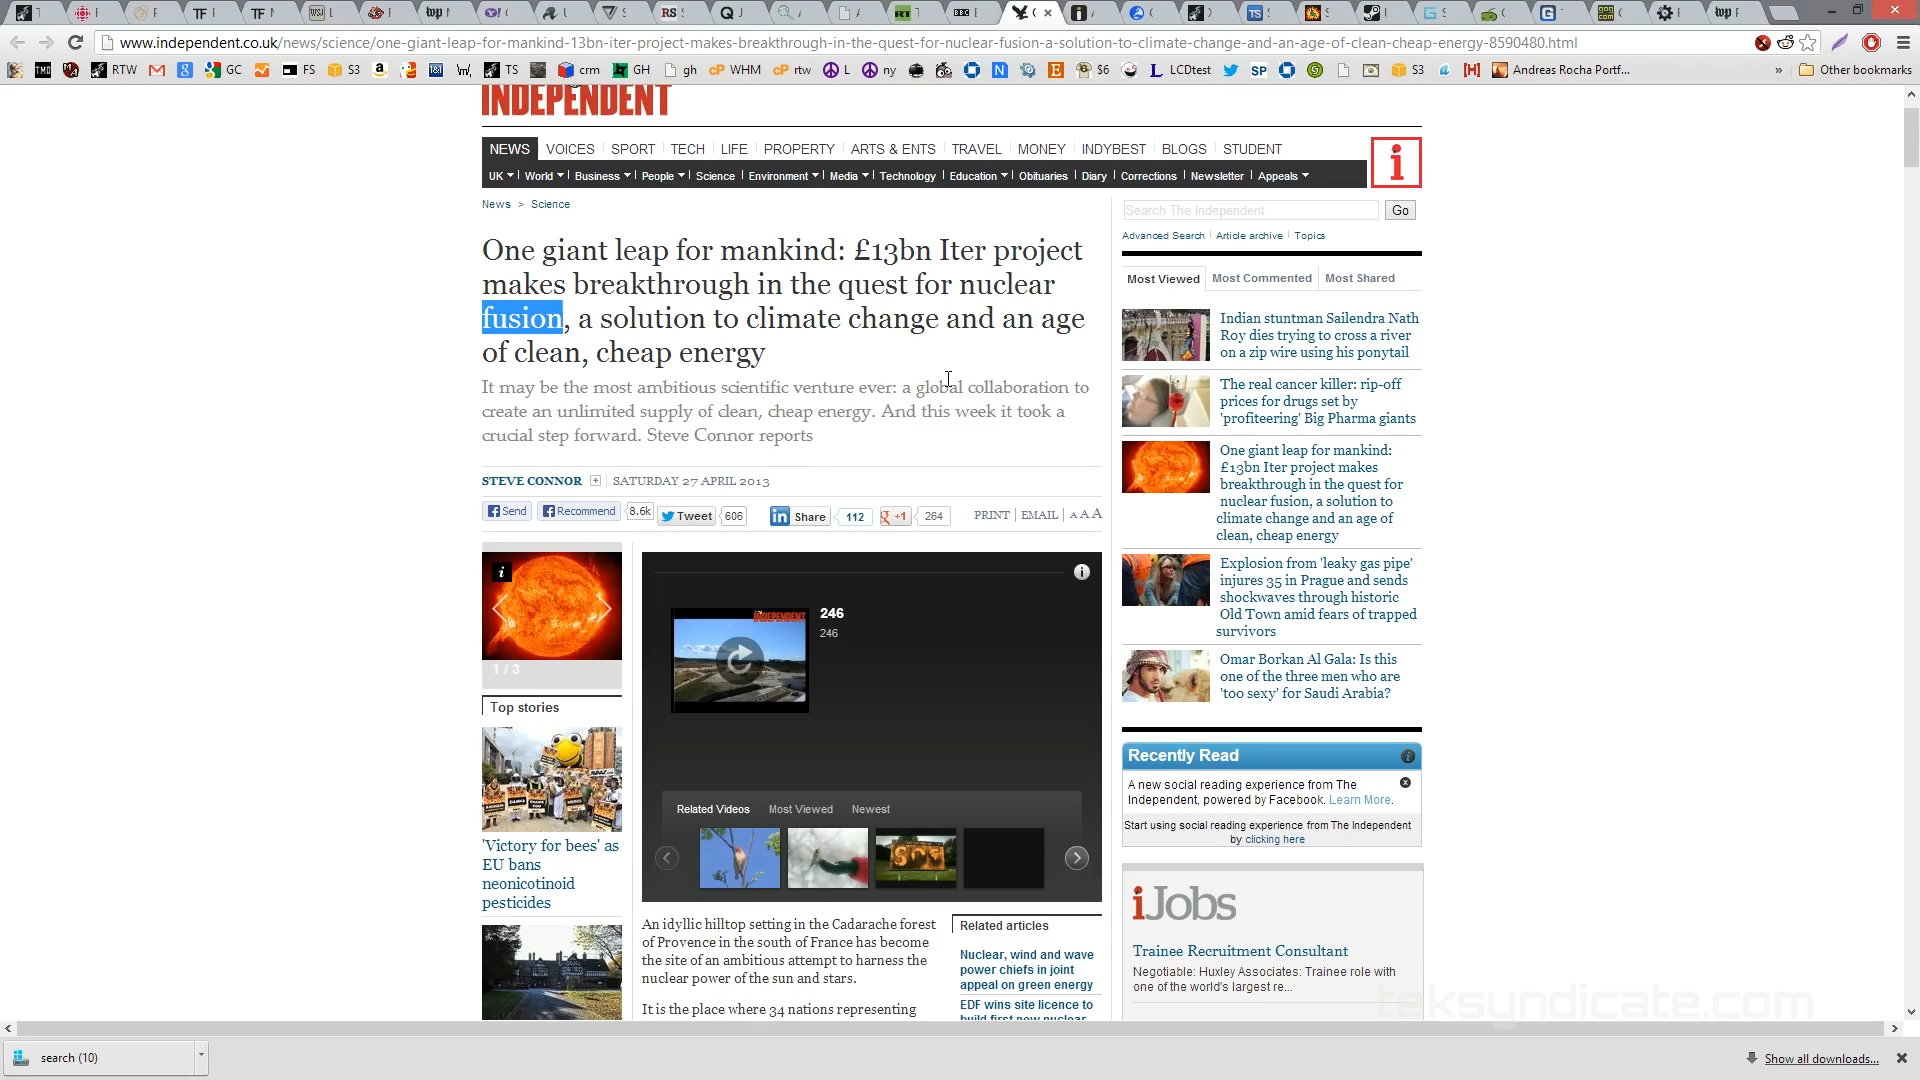 www.independent.co.uk/news/science/one-giant-leap-for-mankind-13bn-iter-project-makes-breakthrough-in-the-quest-for-nuclear-fusion-a-solution-to-climate-change-and-an-age-of-clean-cheap-energy-8590480.html
RTW GC FS S3 TS crm GH gh WHM rtw L ny $6 LCDtest SP S3 Andreas Rocha Portf... » Other bookmarks
INDEPENDENT
NEWS VOICES SPORT TECH LIFE PROPERTY ARTS & ENTS TRAVEL MONEY INDYBEST BLOGS STUDENT
UK World Business People Science Environment Media Technology Education Obituaries Diary Corrections Newsletter Appeals
i
News > Science
Search The Independent Go
Advanced Search Article archive Topics
One giant leap for mankind: £13bn Iter project
makes breakthrough in the quest for nuclear
fusion, a solution to climate change and an age
of clean, cheap energy
It may be the most ambitious scientific venture ever: a global collaboration to
create an unlimited supply of clean, cheap energy. And this week it took a
crucial step forward. Steve Connor reports
STEVE CONNOR SATURDAY 27 APRIL 2013
Send Recommend 8.6k Tweet 606 Share 112 +1 264 PRINT EMAIL A A A
1 / 3
INDEPENDENT
246
246
Related Videos Most Viewed Newest
Top stories
'Victory for bees' as
EU bans
neonicotinoid
pesticides
An idyllic hilltop setting in the Cadarache forest
of Provence in the south of France has become
the site of an ambitious attempt to harness the
nuclear power of the sun and stars.
It is the place where 34 nations representing
Related articles
Nuclear, wind and wave
power chiefs in joint
appeal on green energy
EDF wins site licence to
build first new nuclear
Most Viewed Most Commented Most Shared
Indian stuntman Sailendra Nath
Roy dies trying to cross a river
on a zip wire using his ponytail
The real cancer killer: rip-off
prices for drugs set by
'profiteering' Big Pharma giants
One giant leap for mankind:
£13bn Iter project makes
breakthrough in the quest for
nuclear fusion, a solution to
climate change and an age of
clean, cheap energy
Explosion from 'leaky gas pipe'
injures 35 in Prague and sends
shockwaves through historic
Old Town amid fears of trapped
survivors
Omar Borkan Al Gala: Is this
one of the three men who are
'too sexy' for Saudi Arabia?
Recently Read
A new social reading experience from The
Independent, powered by Facebook. Learn More.
Start using social reading experience from The Independent
by clicking here
iJobs
Trainee Recruitment Consultant
Negotiable: Huxley Associates: Trainee role with
one of the world's largest re...
teksyndicate.com
search (10)
Show all downloads...